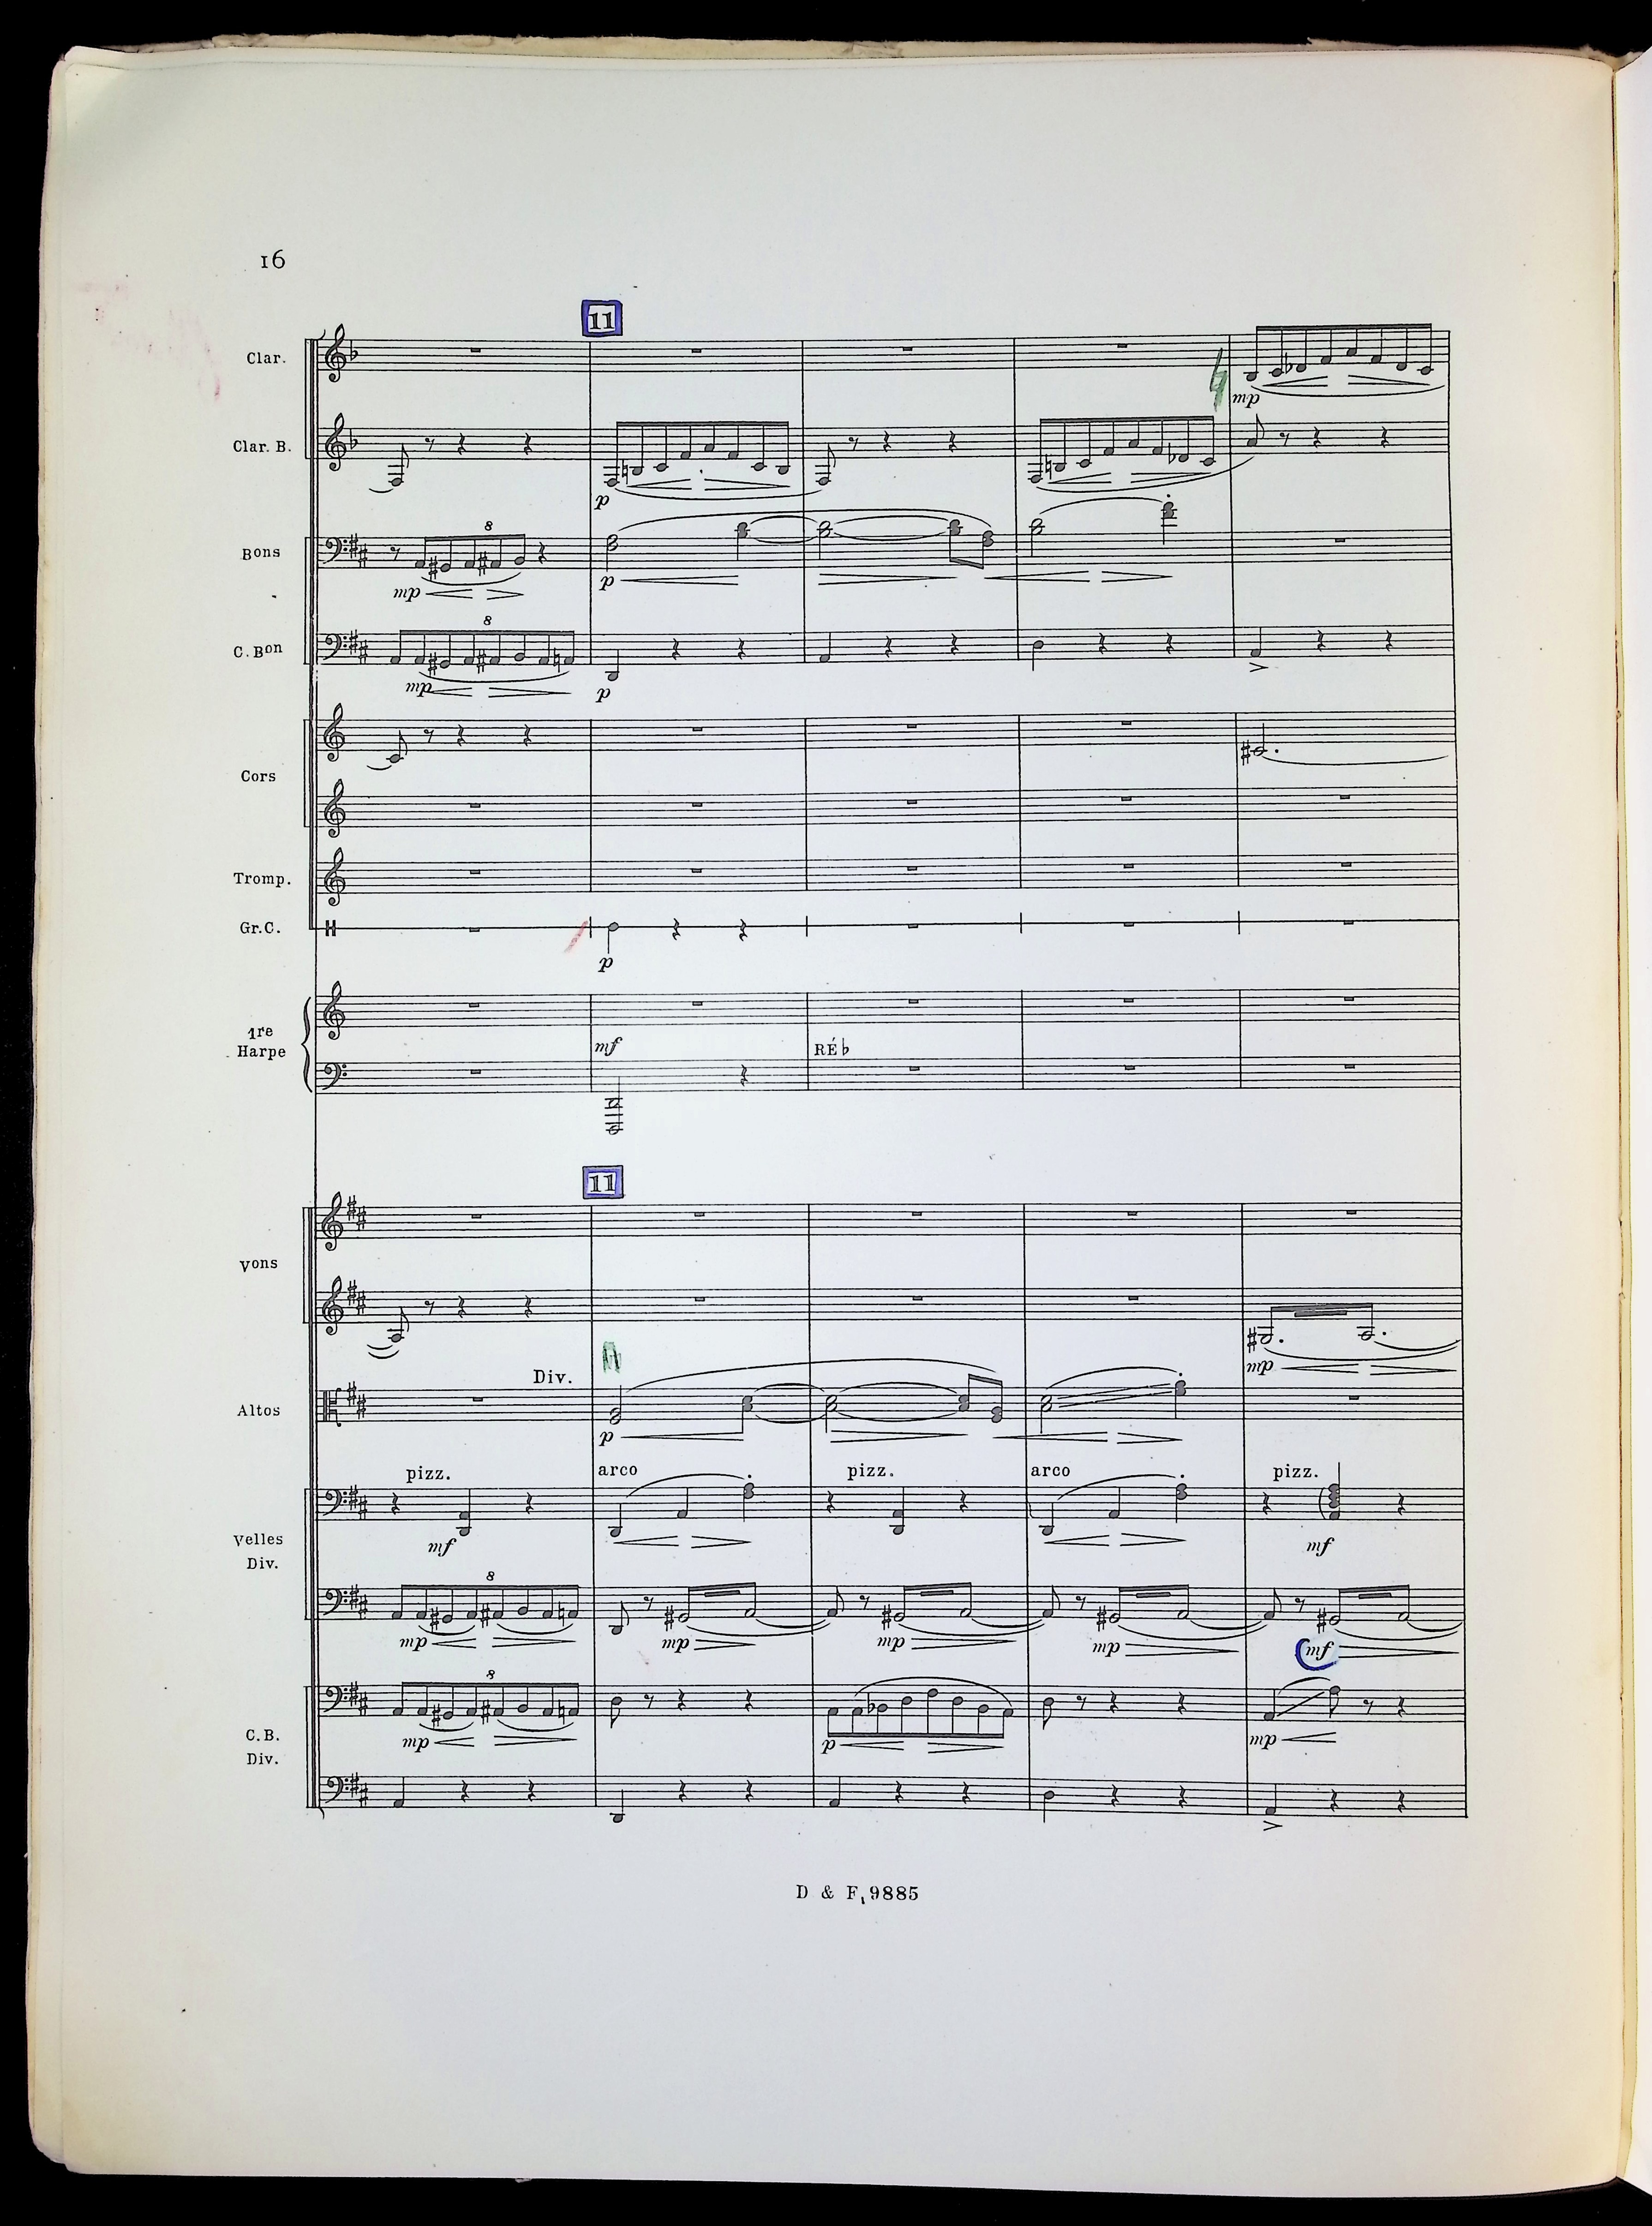 16
11
Clar.
mp
Clar. B.
p
8
Bons
mp
p
8
C. Bon
mp
p
Cors
Tromp.
Gr. C.
p
1re
Harpe
mf
RÉ♭
11
Vons
mp
Div.
Altos
p
pizz.
arco
pizz.
arco
pizz.
mf
mf
Velles
Div.
8
mp
mp
mp
mp
mf
8
C.B.
Div.
mp
p
mp
D & F, 9885